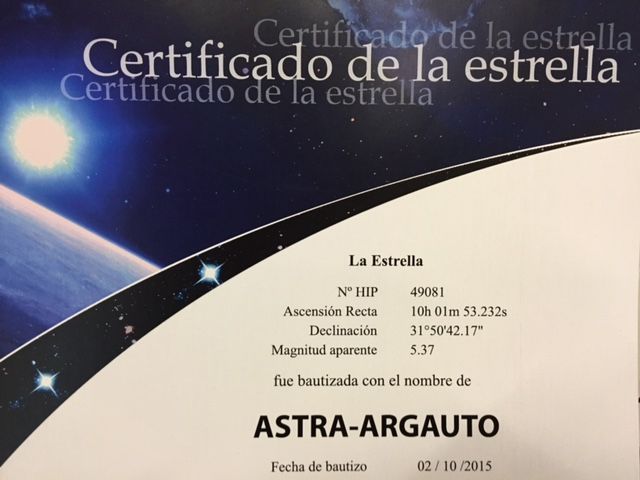 Certificado de la estrella
Certificado de la estrella
Certificado de la estrella
La Estrella
Nº HIP 49081
Ascensión Recta 10h 01m 53.232s
Declinación 31°50'42.17"
Magnitud aparente 5.37
fue bautizada con el nombre de
ASTRA-ARGAUTO
Fecha de bautizo 02 / 10 /2015